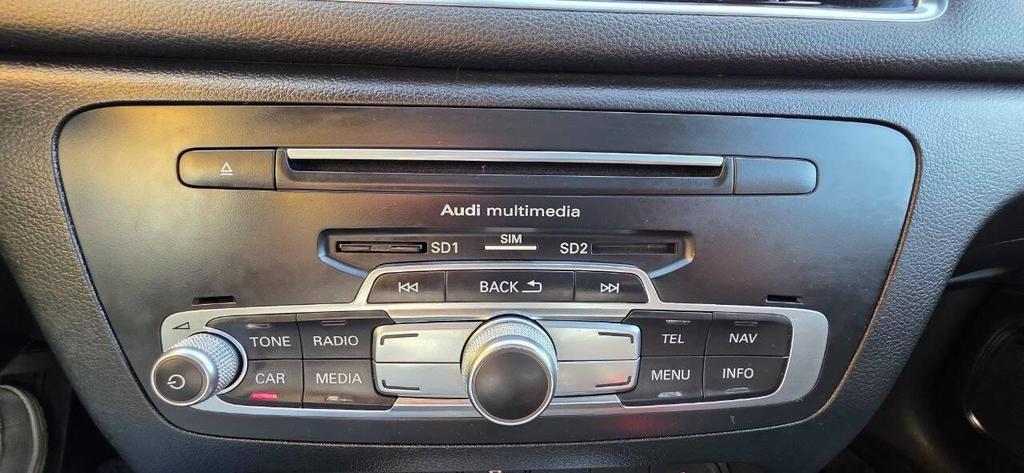 Audi multimedia
SD1 SIM SD2
BACK
TONE RADIO TEL NAV
CAR MEDIA MENU INFO